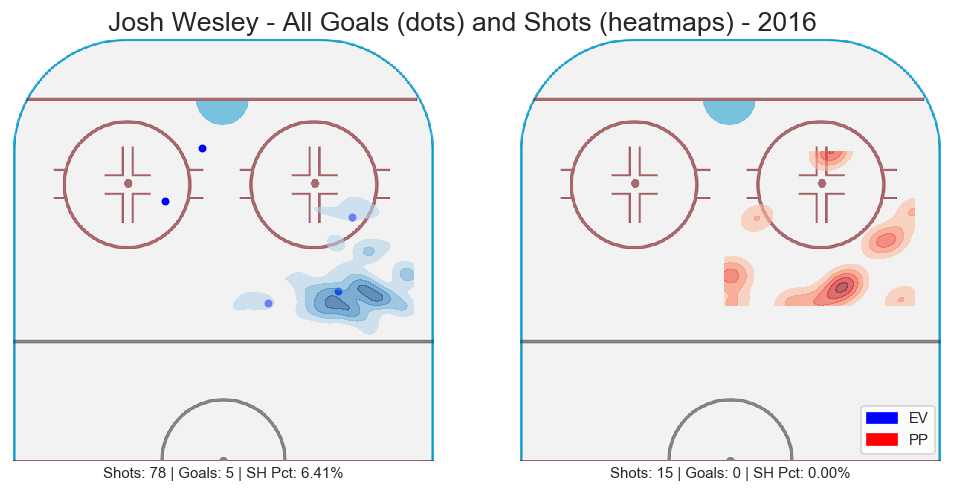 Josh Wesley - All Goals (dots) and Shots (heatmaps) - 2016
EV
PP
Shots: 78 | Goals: 5 | SH Pct: 6.41%
Shots: 15 | Goals: 0 | SH Pct: 0.00%